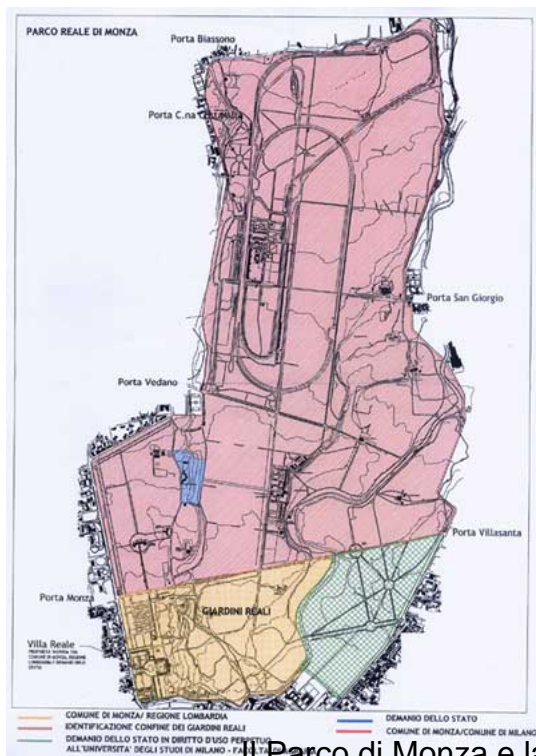 PARCO REALE DI MONZA
Porta Biassono
Porta C.na
Porta San Giorgio
Porta Vedano
Porta Villasanta
Porta Monza
GIARDINI REALI
Villa Reale
COMUNE DI MONZA/ REGIONE LOMBARDIA
IDENTIFICAZIONE CONFINE DEI GIARDINI REALI
DEMANIO DELLO STATO IN DIRITTO D'USO PERPETUO
ALL'UNIVERSITA' DEGLI STUDI DI MILANO -
DEMANIO DELLO STATO
COMUNE DI MONZA/COMUNE DI MILANO
Il Parco di Monza e la